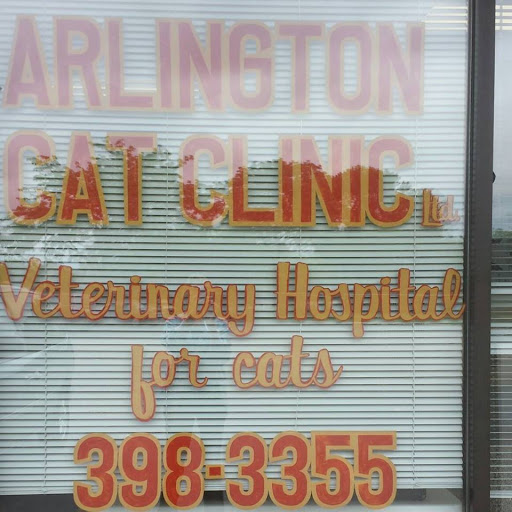 ARLINGTON
CAT CLINIC Ltd.
Veterinary Hospital
for cats
398-3355